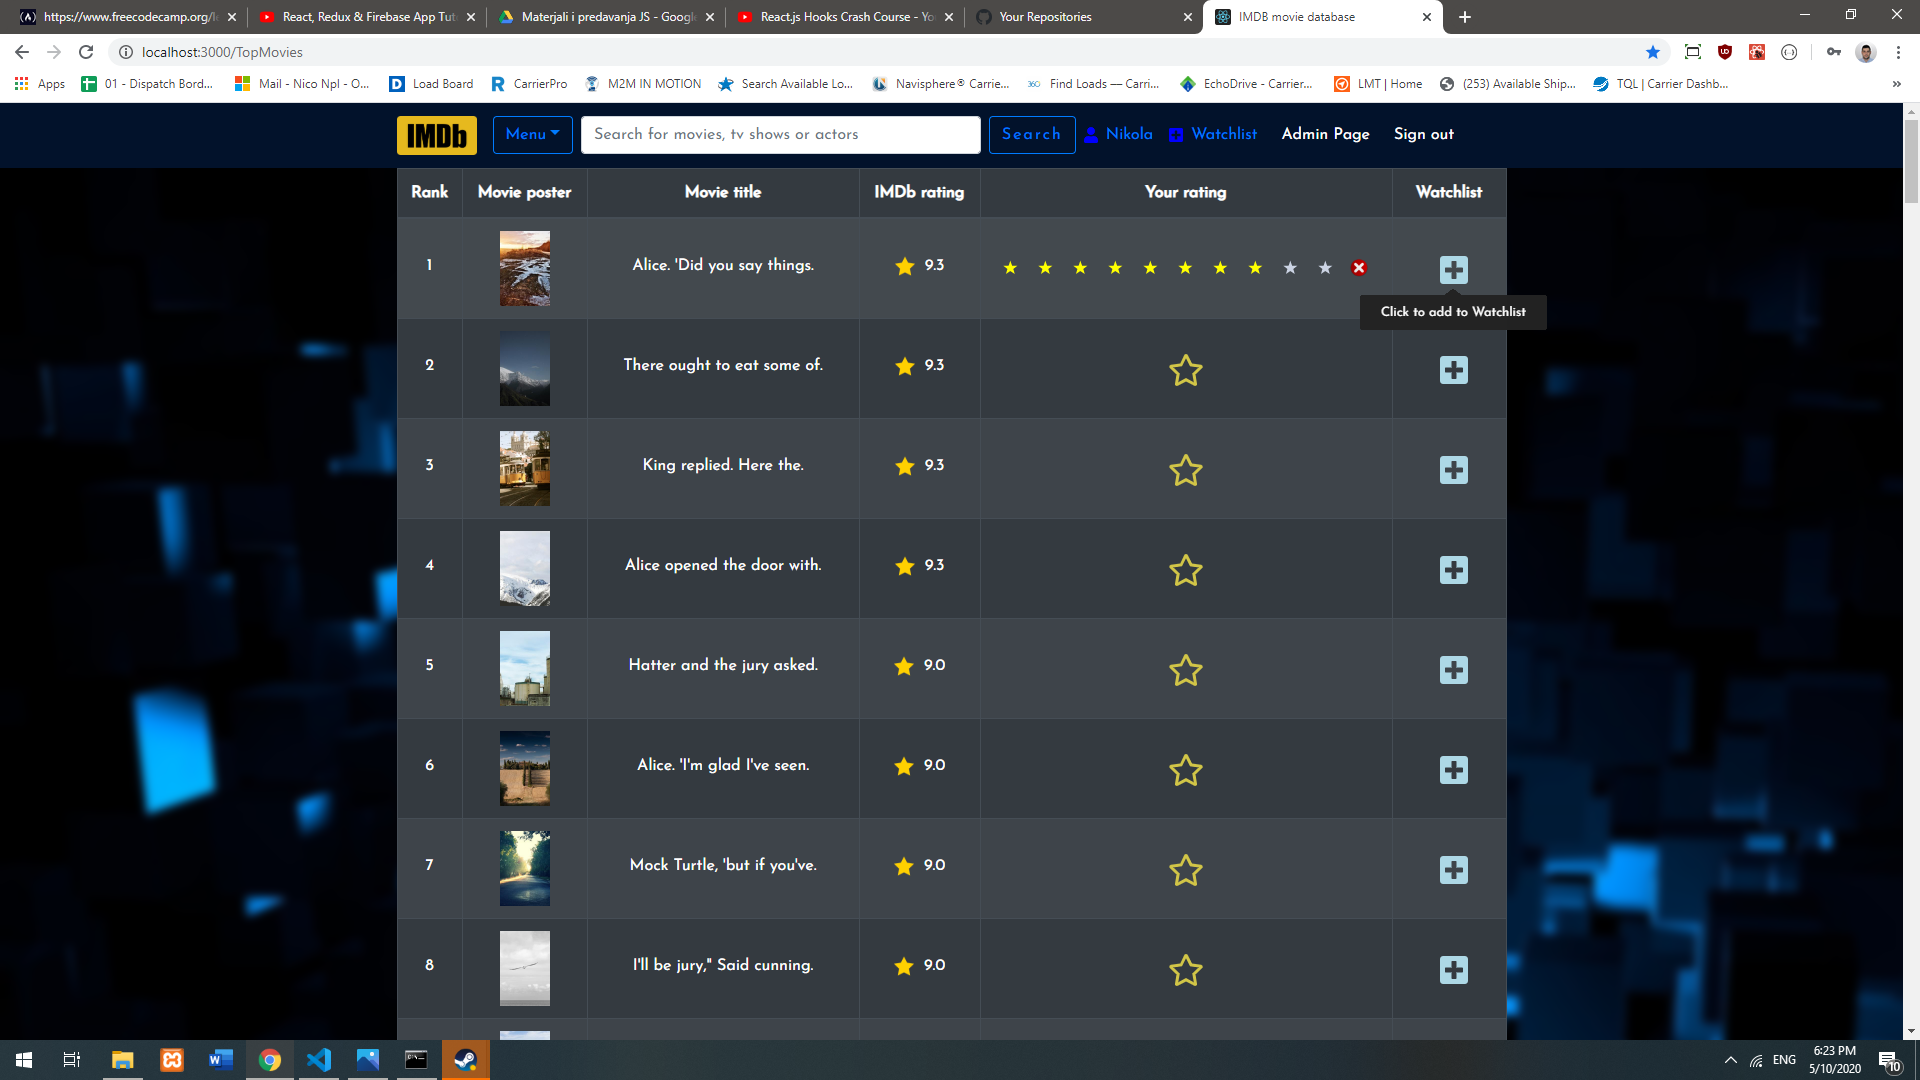 https://www.freecodecamp.org/le
React, Redux & Firebase App Tut
Materjali i predavanja JS - Google
React.js Hooks Crash Course - Yo
Your Repositories
IMDB movie database
localhost:3000/TopMovies
Apps
01 - Dispatch Bord...
Mail - Nico Npl - O...
Load Board
CarrierPro
M2M IN MOTION
Search Available Lo...
Navisphere® Carrie...
360
Find Loads — Carri...
EchoDrive - Carrier...
LMT | Home
(253) Available Ship...
TQL | Carrier Dashb...
»
IMDb
Menu
Search for movies, tv shows or actors
Search
Nikola
Watchlist
Admin Page
Sign out
Rank
Movie poster
Movie title
IMDb rating
Your rating
Watchlist
1
Alice. 'Did you say things.
9.3
Click to add to Watchlist
2
There ought to eat some of.
9.3
3
King replied. Here the.
9.3
4
Alice opened the door with.
9.3
5
Hatter and the jury asked.
9.0
6
Alice. 'I'm glad I've seen.
9.0
7
Mock Turtle, 'but if you've.
9.0
8
I'll be jury," Said cunning.
9.0
ENG
6:23 PM
5/10/2020
10